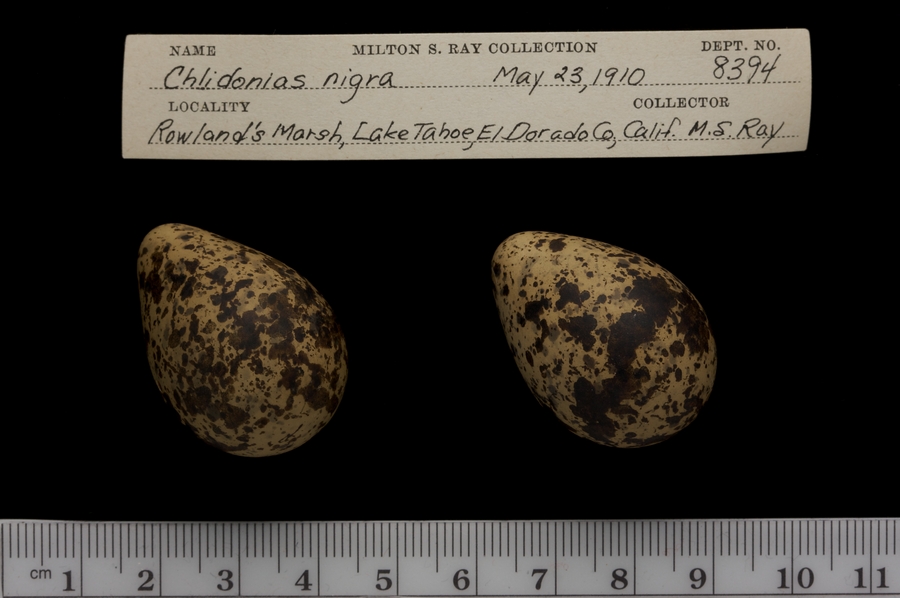 NAME MILTON S. RAY COLLECTION DEPT. NO.
Chlidonias nigra May 23, 1910 8394
LOCALITY COLLECTOR
Rowland's Marsh, Lake Tahoe, El Dorado Co, Calif. M.S. Ray
cm 1 2 3 4 5 6 7 8 9 10 11